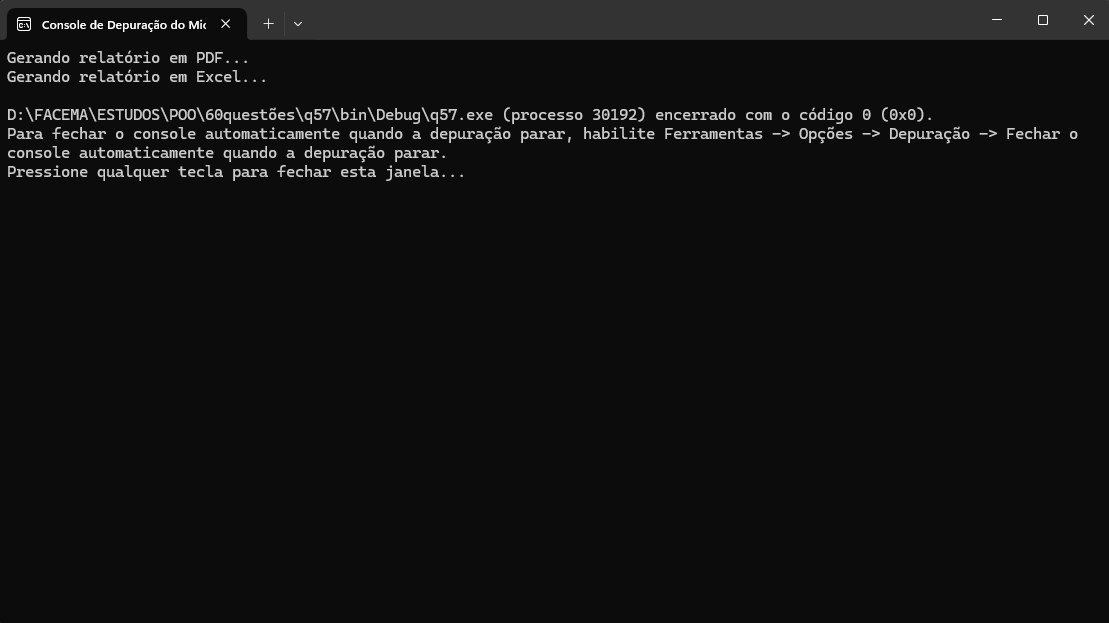 Console de Depuração do Mic
Gerando relatório em PDF...
Gerando relatório em Excel...
D:\FACEMA\ESTUDOS\POO\60questões\q57\bin\Debug\q57.exe (processo 30192) encerrado com o código 0 (0x0).
Para fechar o console automaticamente quando a depuração parar, habilite Ferramentas -> Opções -> Depuração -> Fechar o
console automaticamente quando a depuração parar.
Pressione qualquer tecla para fechar esta janela...